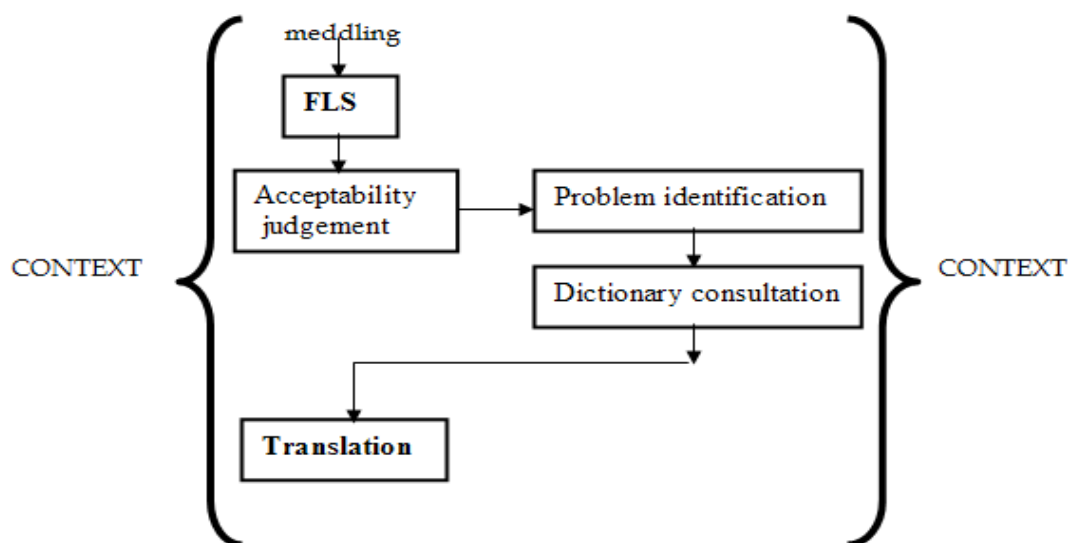 meddling
FLS
Acceptability
judgement
Problem identification
CONTEXT
CONTEXT
Dictionary consultation
Translation